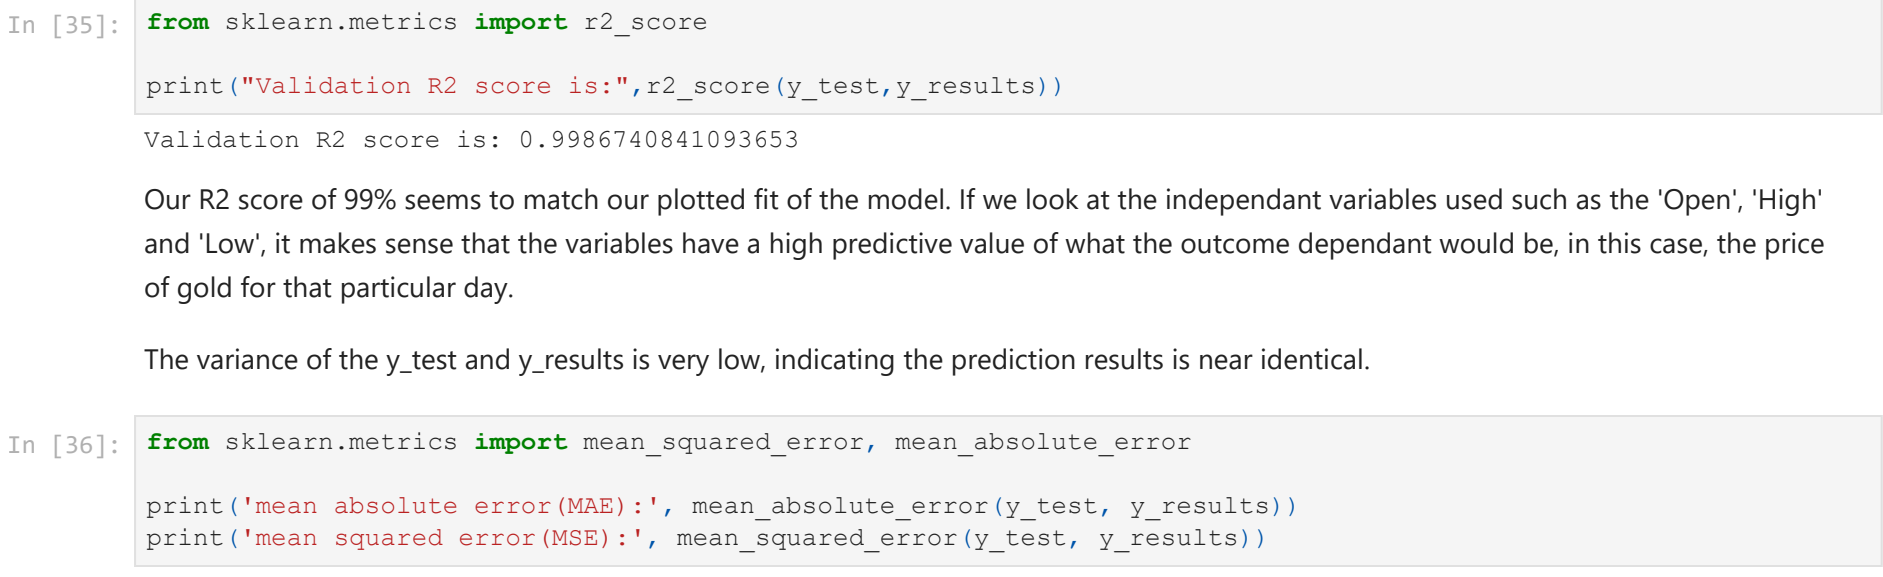 In [35]: from sklearn.metrics import r2_score
print("Validation R2 score is:",r2_score(y_test,y_results))
Validation R2 score is: 0.9986740841093653
Our R2 score of 99% seems to match our plotted fit of the model. If we look at the independant variables used such as the 'Open', 'High'
and 'Low', it makes sense that the variables have a high predictive value of what the outcome dependant would be, in this case, the price
of gold for that particular day.
The variance of the y_test and y_results is very low, indicating the prediction results is near identical.
In [36]: from sklearn.metrics import mean_squared_error, mean_absolute_error
print('mean absolute error(MAE):', mean_absolute_error(y_test, y_results))
print('mean squared error(MSE):', mean_squared_error(y_test, y_results))